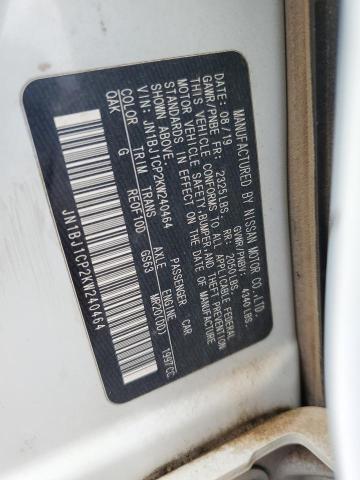 MANUFACTURED BY NISSAN MOTOR CO.,LTD.
08/19 GVWR/PNBV: 4340 LBS.
GAWR/PNBE FR: 2325 LBS. RR: 2050 LBS.
THIS VEHICLE CONFORMS TO ALL APPLICABLE FEDERAL
MOTOR VEHICLE SAFETY, BUMPER, AND THEFT PREVENTION
STANDARDS IN EFFECT ON THE DATE OF MANUFACTURE
SHOWN ABOVE.
VIN: JN1BJ1CP2KW240464 PASSENGER CAR
COLOR TRIM TRANS AXLE MR20(DD) 1997CC
QAK G RE0F10D GS63
JN1BJ1CP2KW240464